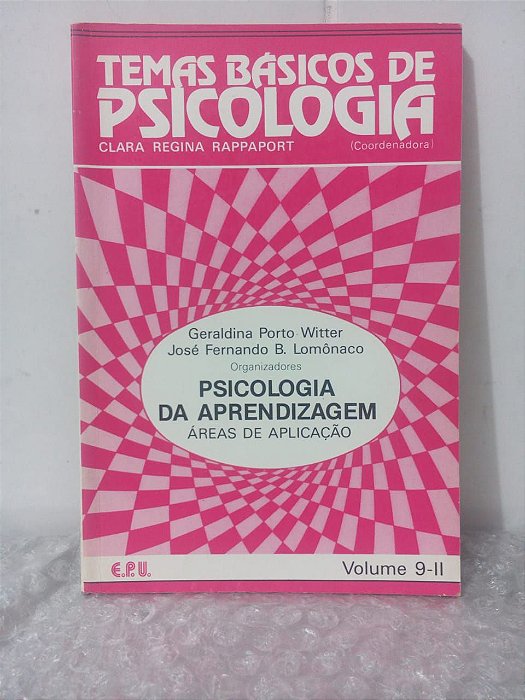 TEMAS BÁSICOS DE
PSICOLOGIA
CLARA REGINA RAPPAPORT (Coordenadora)
Geraldina Porto Witter
José Fernando B. Lomônaco
Organizadores
PSICOLOGIA
DA APRENDIZAGEM
ÁREAS DE APLICAÇÃO
E.P.U. Volume 9-II